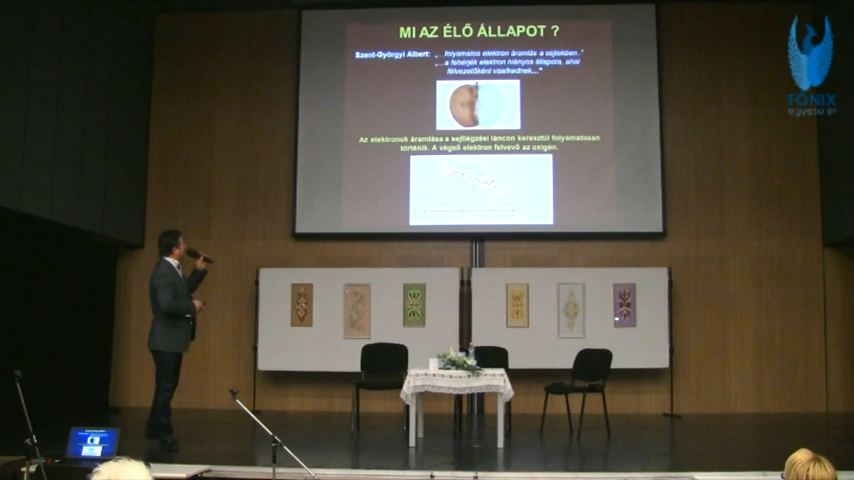 MI AZ ÉLŐ ÁLLAPOT ?
Szent-Györgyi Albert: „ ...folyamatos elektron áramlás a sejtekben..”
„ ...a fehérjék elektron hiányos állapota, ahol
félvezetőként viselkednek....”
Az elektronok áramlása a sejtlégzési láncon keresztül folyamatosan
történik. A végső elektron felvevő az oxigén.
FŐNIX
egyesület